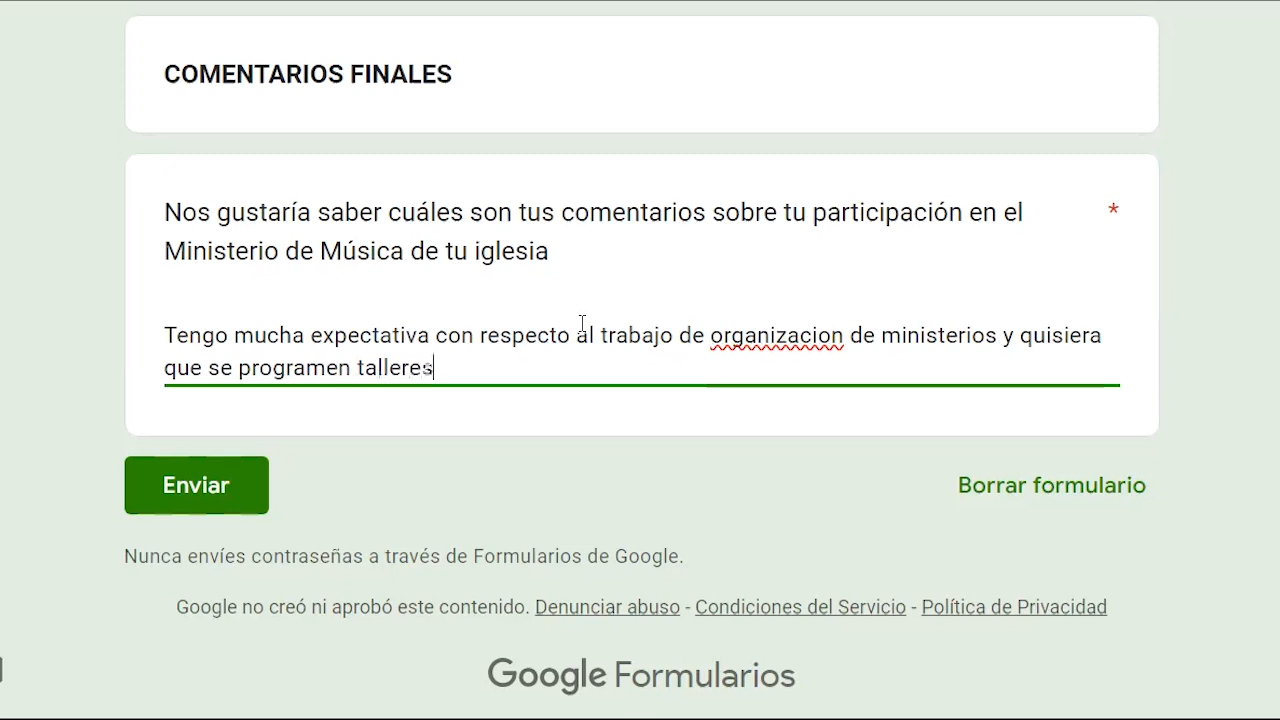 COMENTARIOS FINALES
Nos gustaría saber cuáles son tus comentarios sobre tu participación en el *
Ministerio de Música de tu iglesia
Tengo mucha expectativa con respecto al trabajo de organizacion de ministerios y quisiera
que se programen talleres
Enviar Borrar formulario
Nunca envíes contraseñas a través de Formularios de Google.
Google no creó ni aprobó este contenido. Denunciar abuso - Condiciones del Servicio - Política de Privacidad
Google Formularios